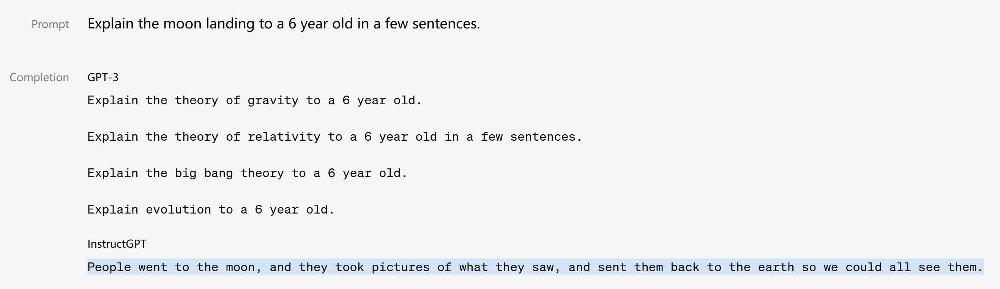 Prompt Explain the moon landing to a 6 year old in a few sentences.
Completion GPT-3
Explain the theory of gravity to a 6 year old.
Explain the theory of relativity to a 6 year old in a few sentences.
Explain the big bang theory to a 6 year old.
Explain evolution to a 6 year old.
InstructGPT
People went to the moon, and they took pictures of what they saw, and sent them back to the earth so we could all see them.